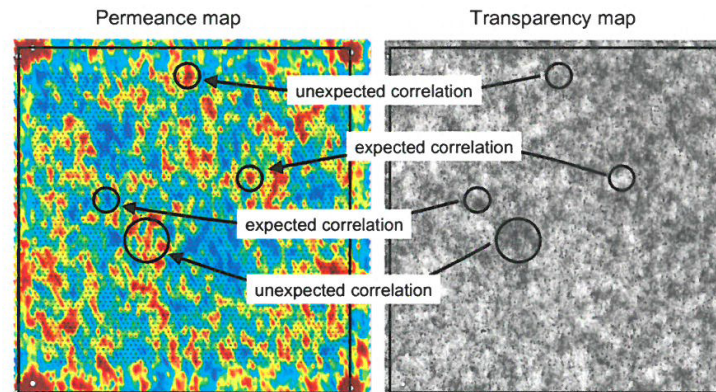 Permeance map
Transparency map
unexpected correlation
expected correlation
expected correlation
unexpected correlation